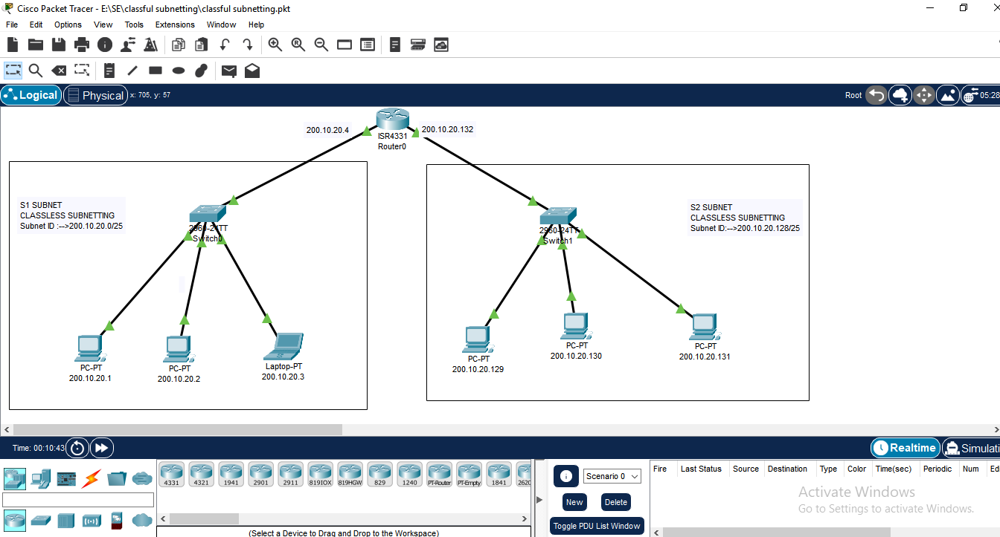 Cisco Packet Tracer - E:\SE\classful subnetting\classful subnetting.pkt
File Edit Options View Tools Extensions Window Help
Logical Physical x: 705, y: 57 Root 05:28
200.10.20.4
200.10.20.132
ISR4331
Router0
S1 SUBNET
CLASSLESS SUBNETTING
Subnet ID :-->200.10.20.0/25
2960-24TT
Switch0
S2 SUBNET
CLASSLESS SUBNETTING
Subnet ID:-->200.10.20.128/25
2960-24TT
Switch1
PC-PT
200.10.20.1
PC-PT
200.10.20.2
Laptop-PT
200.10.20.3
PC-PT
200.10.20.129
PC-PT
200.10.20.130
PC-PT
200.10.20.131
Time: 00:10:43 Realtime Simulati
4331 4321 1941 2901 2911 819IOX 819HGW 829 1240 PT-Router PT-Empty 1841 2620
(Select a Device to Drag and Drop to the Workspace)
Scenario 0
New Delete
Toggle PDU List Window
Fire Last Status Source Destination Type Color Time(sec) Periodic Num Edi
Activate Windows
Go to Settings to activate Windows.